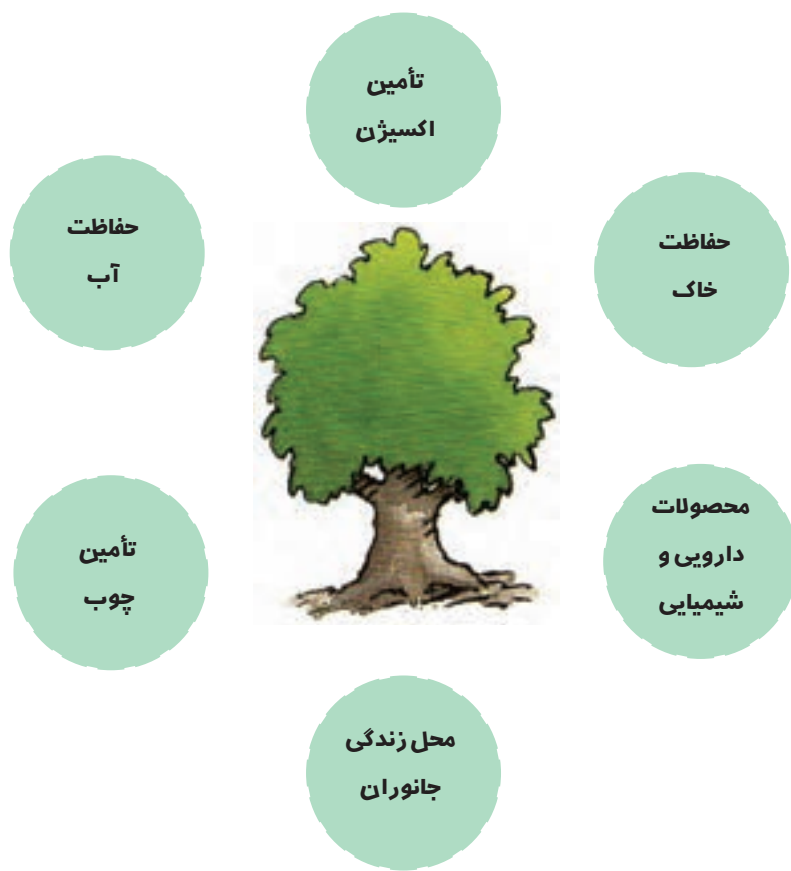 تأمین
اکسیژن
حفاظت
خاک
حفاظت
آب
محصولات
دارویی و
شیمیایی
تأمین
چوب
محل زندگی
جانوران